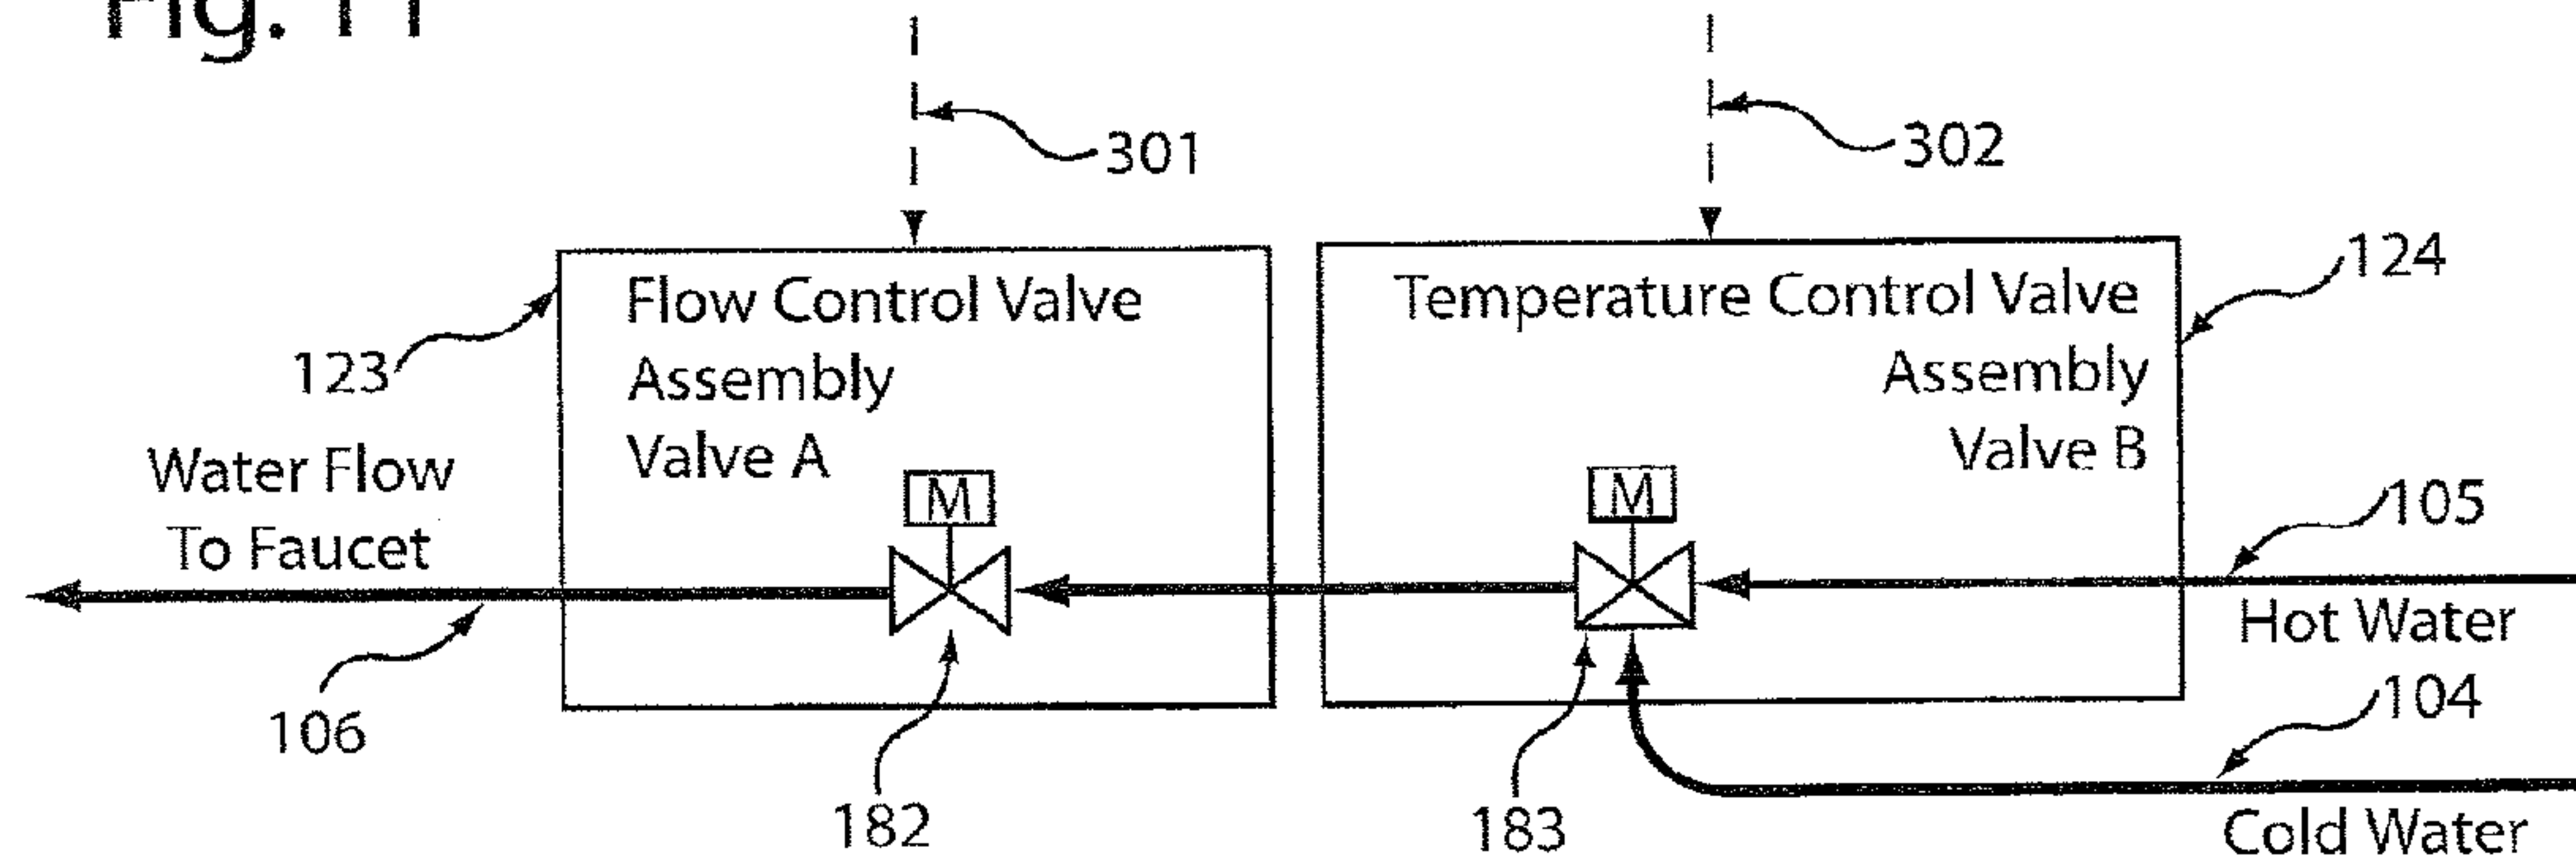 Fig. 11
301
302
123
Flow Control Valve
Assembly
Valve A
Temperature Control Valve
Assembly
Valve B
124
Water Flow
To Faucet
M
M
105
Hot Water
104
106
182
183
Cold Water